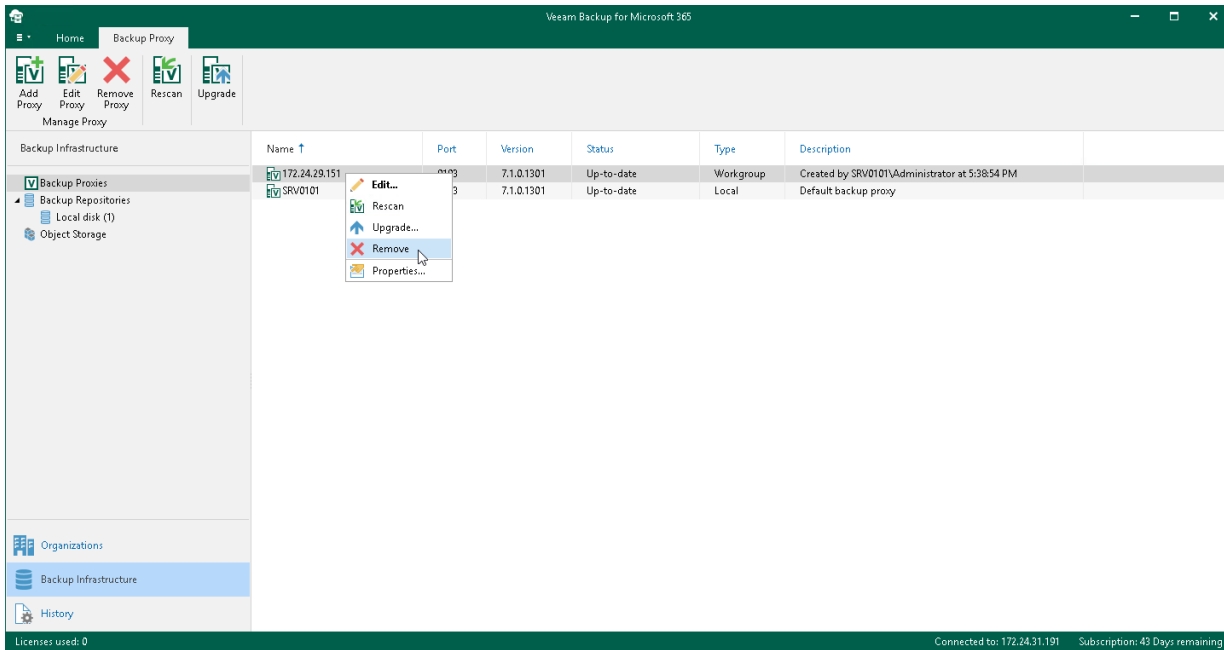 Veeam Backup for Microsoft 365
Home Backup Proxy
Add Proxy
Edit Proxy
Remove Proxy
Rescan
Upgrade
Manage Proxy
Backup Infrastructure
Backup Proxies
Backup Repositories
Local disk (1)
Object Storage
Name Port Version Status Type Description
172.24.29.151 7.1.0.1301 Up-to-date Workgroup Created by SRV0101\Administrator at 5:38:54 PM
SRV0101 7.1.0.1301 Up-to-date Local Default backup proxy
Edit...
Rescan
Upgrade...
Remove
Properties...
Organizations
Backup Infrastructure
History
Licenses used: 0 Connected to: 172.24.31.191 Subscription: 43 Days remaining